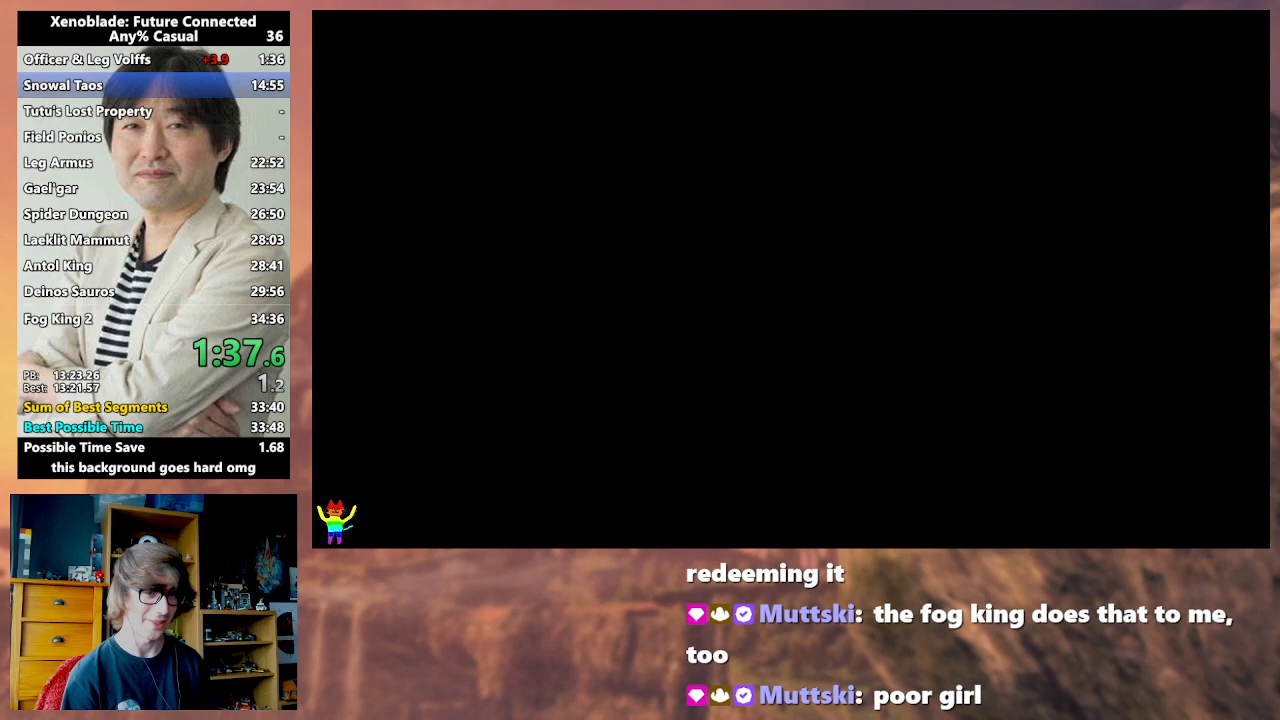 Xenoblade: Future Connected
Any% Casual 36
Officer & Leg Volffs +3.9 1:36
Snowal Taos 14:55
Tutu's Lost Property -
Field Ponios -
Leg Armus 22:52
Gael'gar 23:54
Spider Dungeon 26:50
Laeklit Mammut 28:03
Antol King 28:41
Deinos Sauros 29:56
Fog King 2 34:36
1:37.6
PB: 13:23.26
Best: 13:21.57
1.2
Sum of Best Segments 33:40
Best Possible Time 33:48
Possible Time Save 1.68
this background goes hard omg
redeeming it
Muttski: the fog king does that to me,
too
Muttski: poor girl